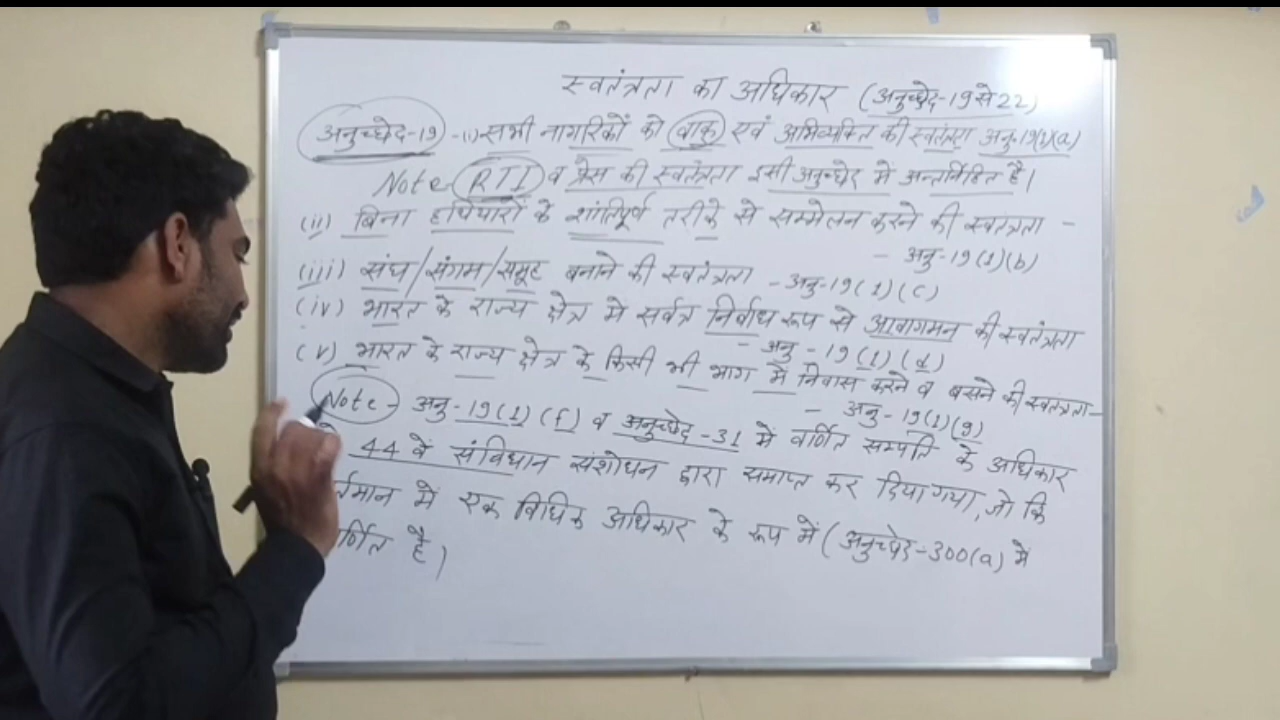 स्वतंत्रता का अधिकार (अनुच्छेद-19 से 22)
अनुच्छेद-19 -(i) सभी नागरिकों को वाक् एवं अभिव्यक्ति की स्वतंत्रता अनु-19(1)(a)
Note- RTI व प्रेस की स्वतंत्रता इसी अनुच्छेद में अन्तर्निहित है।
(ii) बिना हथियारों के शांतिपूर्ण तरीके से सम्मेलन करने की स्वतंत्रता -
- अनु-19(1)(b)
(iii) संघ/संगम/समूह बनाने की स्वतंत्रता - अनु-19(1)(c)
(iv) भारत के राज्य क्षेत्र मे सर्वत्र निर्बाध रूप से आवागमन की स्वतंत्रता
- अनु-19(1)(d)
(v) भारत के राज्य क्षेत्र के किसी भी भाग में निवास करने व बसने की स्वतंत्रता-
- अनु-19(1)(g)
Note- अनु-19(1)(f) व अनुच्छेद-31 में वर्णित सम्पति के अधिकार
44 वे संविधान संशोधन द्वारा समाप्त कर दिया गया, जो कि
र्तमान में एक विधिक अधिकार के रूप में (अनुच्छेद-300(a) में
र्णित है।